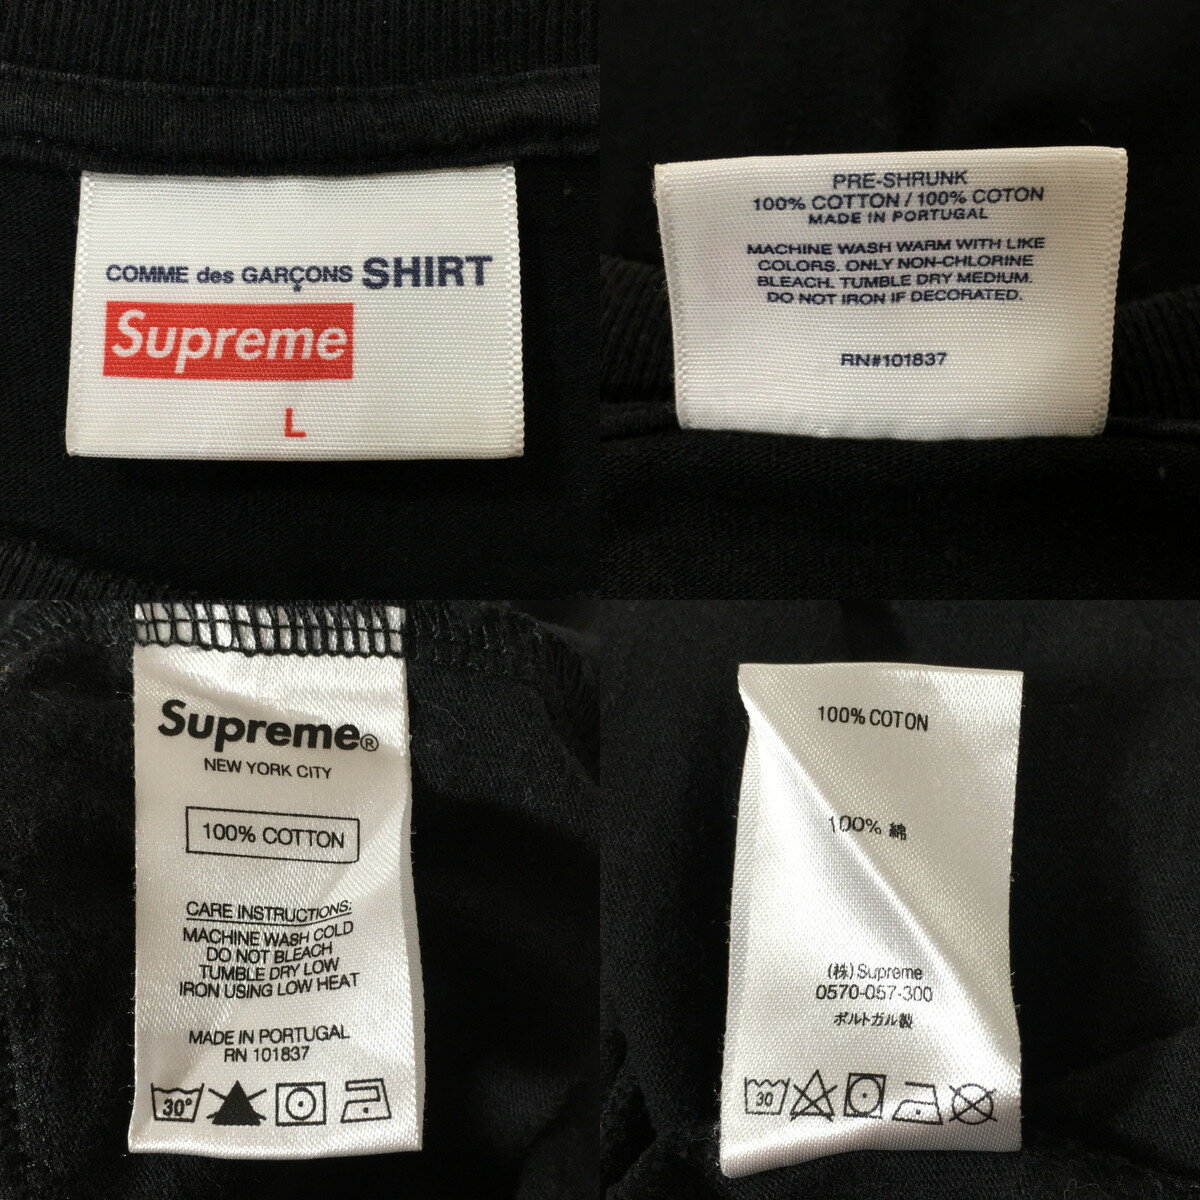 COMME des GARÇONS SHIRT
Supreme
L
PRE-SHRUNK
100% COTTON / 100% COTON
MADE IN PORTUGAL
MACHINE WASH WARM WITH LIKE
COLORS. ONLY NON-CHLORINE
BLEACH. TUMBLE DRY MEDIUM.
DO NOT IRON IF DECORATED.
RN#101837
Supreme®
NEW YORK CITY
100% COTTON
CARE INSTRUCTIONS:
MACHINE WASH COLD
DO NOT BLEACH
TUMBLE DRY LOW
IRON USING LOW HEAT
MADE IN PORTUGAL
RN 101837
30°
100% COTON
100% 綿
(株) Supreme
0570-057-300
ポルトガル製
30